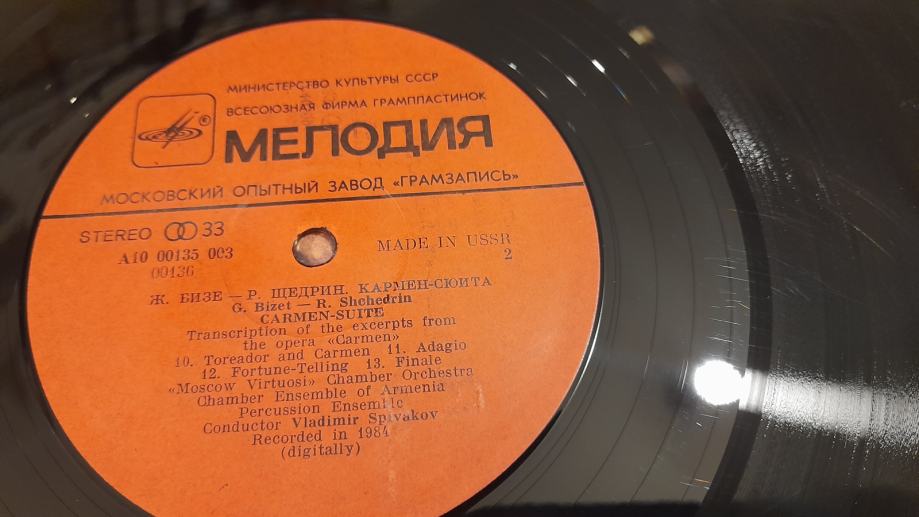 МИНИСТЕРСТВО КУЛЬТУРЫ СССР
ВСЕСОЮЗНАЯ ФИРМА ГРАМПЛАСТИНОК
МЕЛОДИЯ
МОСКОВСКИЙ ОПЫТНЫЙ ЗАВОД «ГРАМЗАПИСЬ»
STEREO 33
А10 00135 003
00136
MADE IN USSR
2
Ж. БИЗЕ — Р. ЩЕДРИН. КАРМЕН-СЮИТА
G. Bizet — R. Shchedrin
CARMEN-SUITE
Transcription of the excerpts from
the opera «Carmen»
10. Toreador and Carmen 11. Adagio
12. Fortune-Telling 13. Finale
«Moscow Virtuosi» Chamber Orchestra
Chamber Ensemble of Armenia
Percussion Ensemble
Conductor Vladimir Spivakov
Recorded in 1984
(digitally)